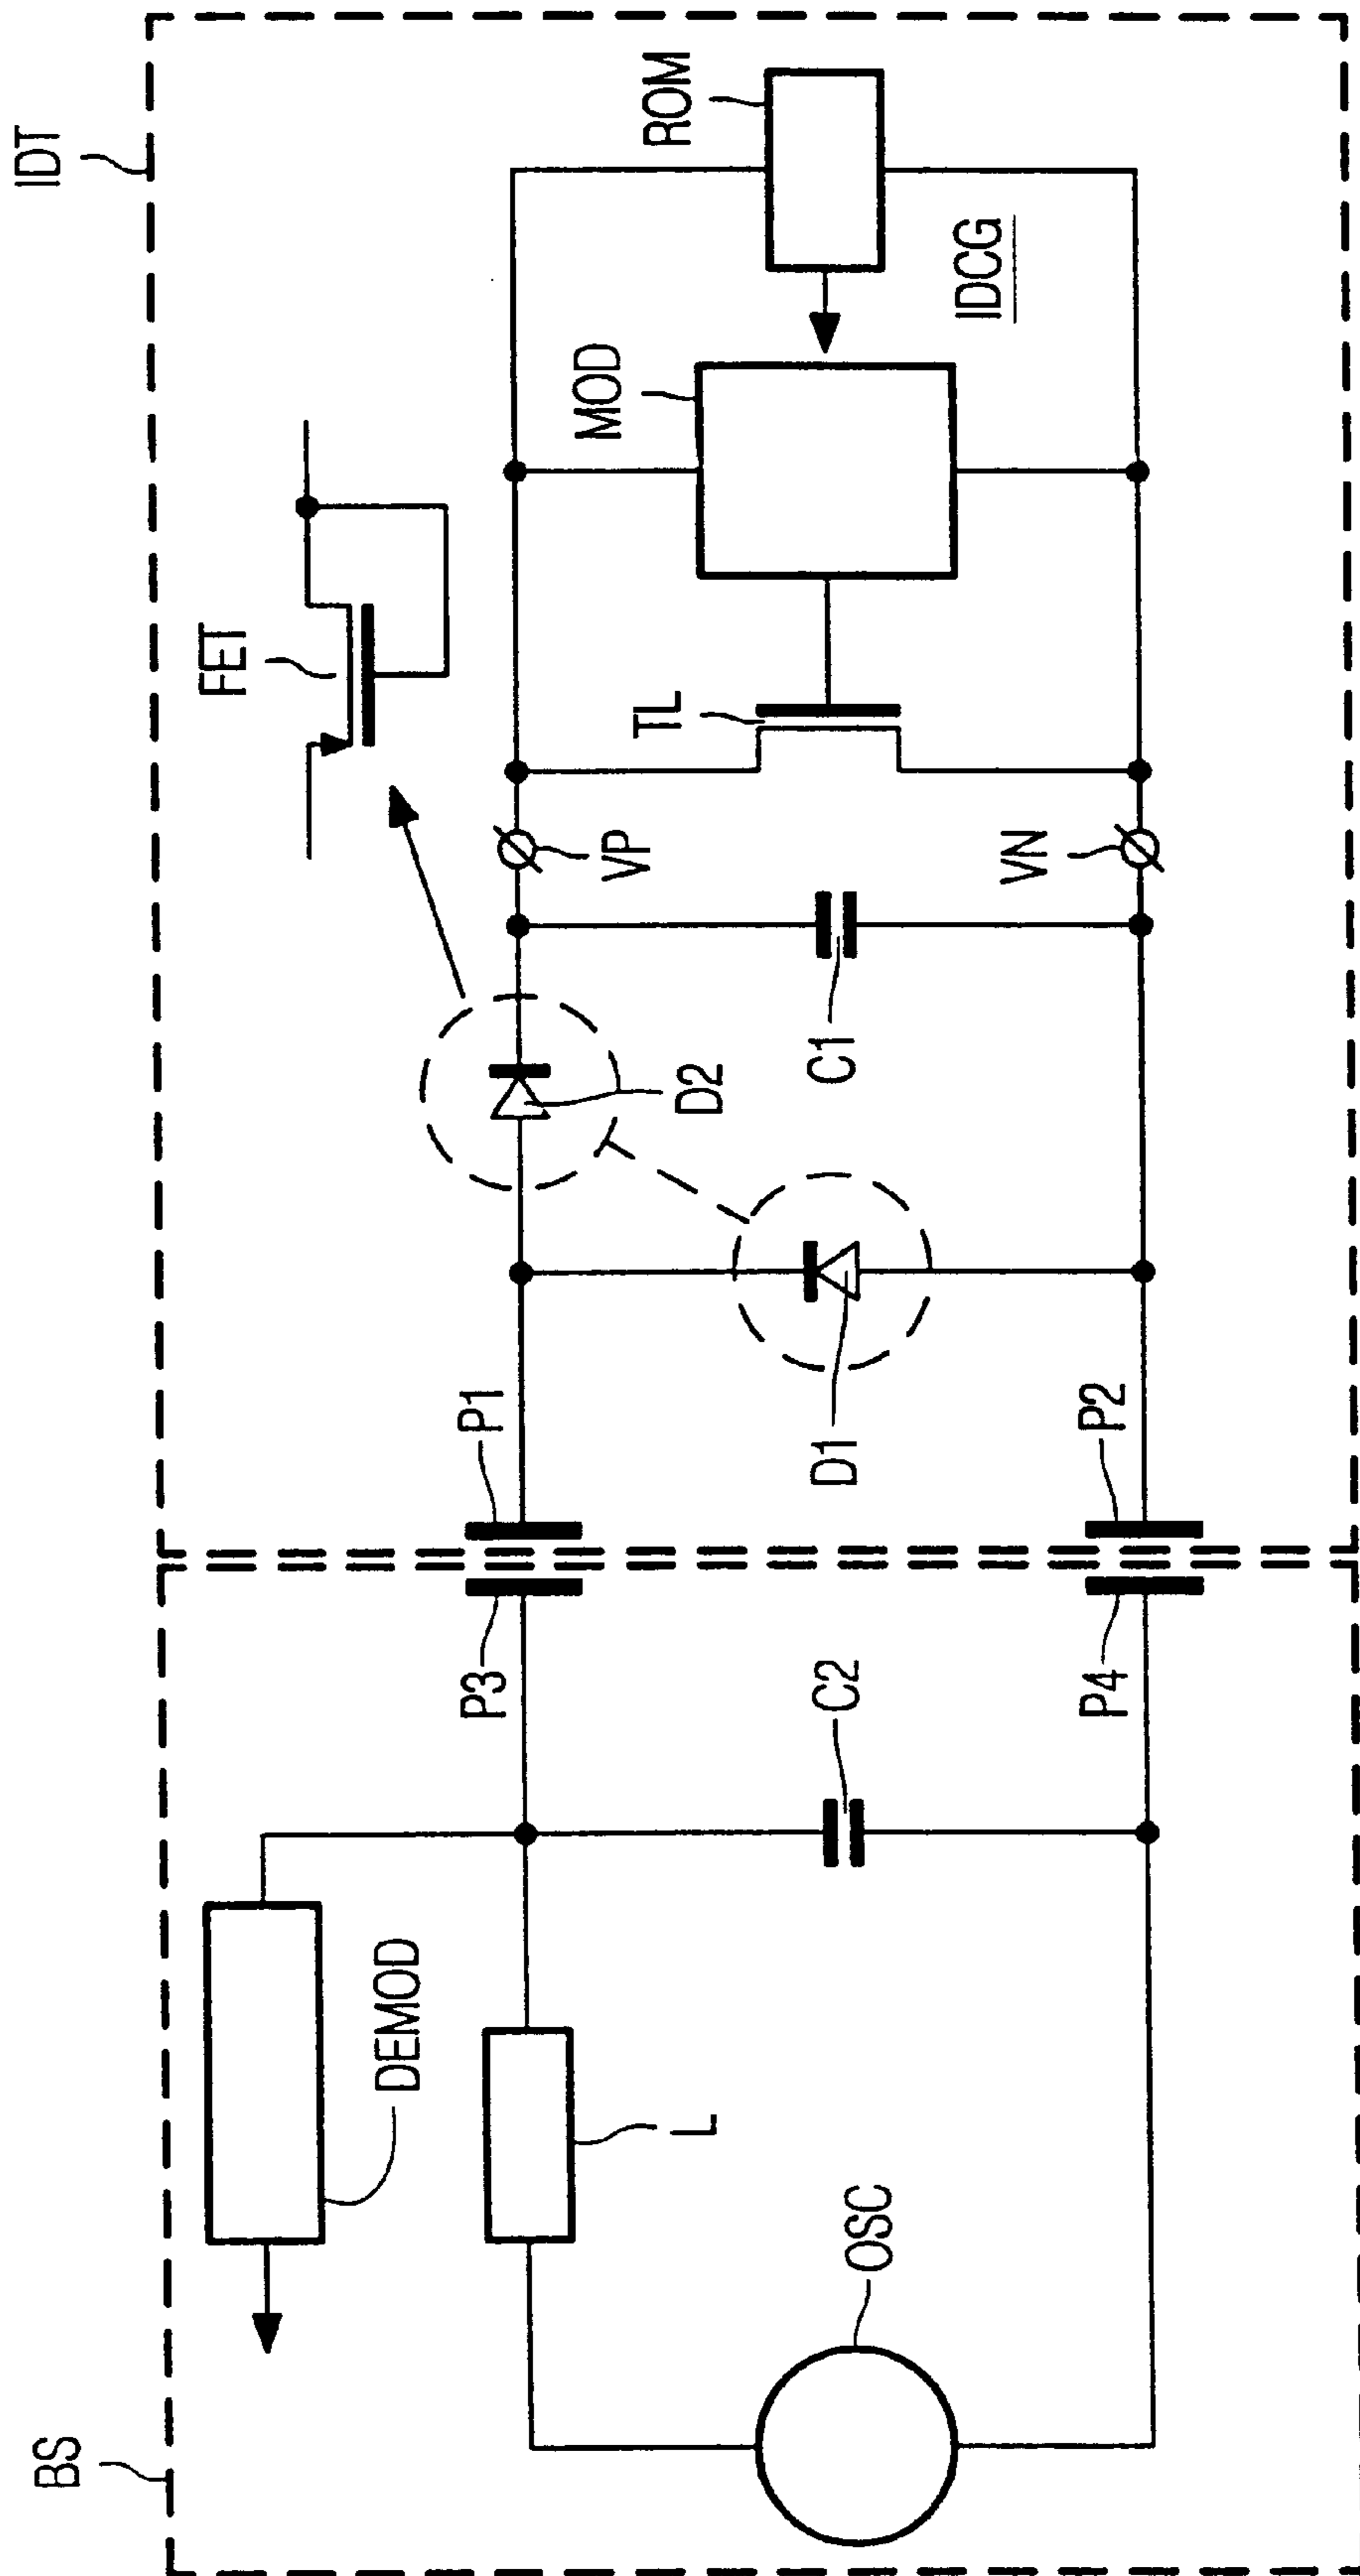 BS
IDT
DEMOD
FET
L
P3
P1
D2
VP
TL
MOD
ROM
OSC
C2
D1
C1
IDCG
P4
P2
VN